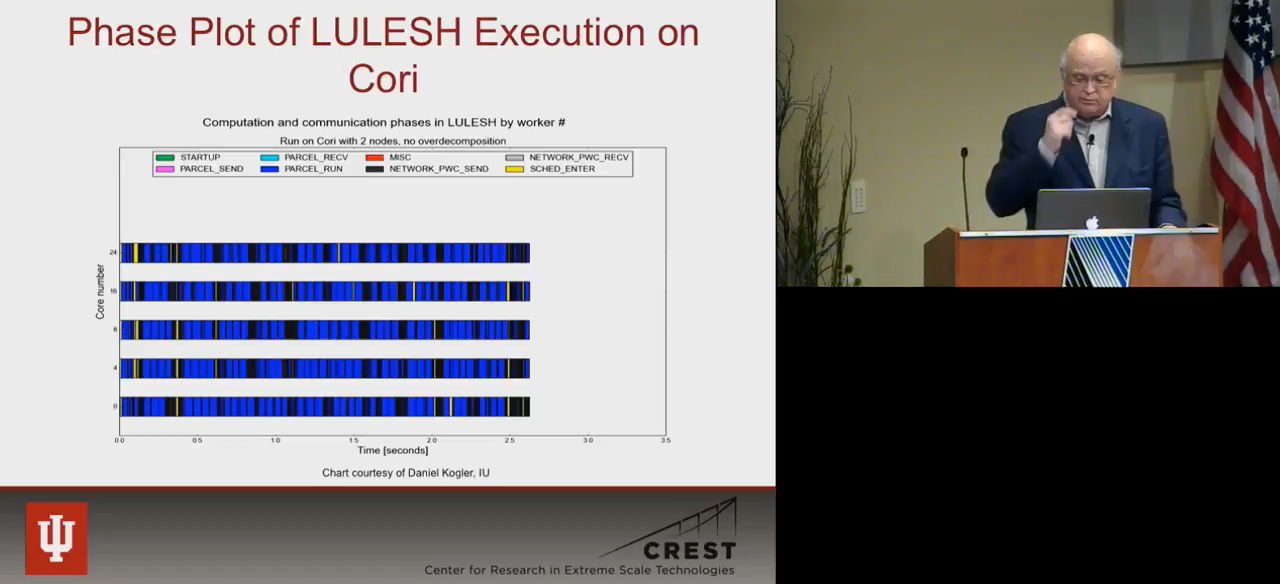 Phase Plot of LULESH Execution on
Cori
Computation and communication phases in LULESH by worker #
Run on Cori with 2 nodes, no overdecomposition
STARTUP PARCEL_RECV MISC NETWORK_PWC_RECV
PARCEL_SEND PARCEL_RUN NETWORK_PWC_SEND SCHED_ENTER
Core number
24
16
8
4
0
0.0 0.5 1.0 1.5 2.0 2.5 3.0 3.5
Time [seconds]
Chart courtesy of Daniel Kogler, IU
CREST
Center for Research in Extreme Scale Technologies